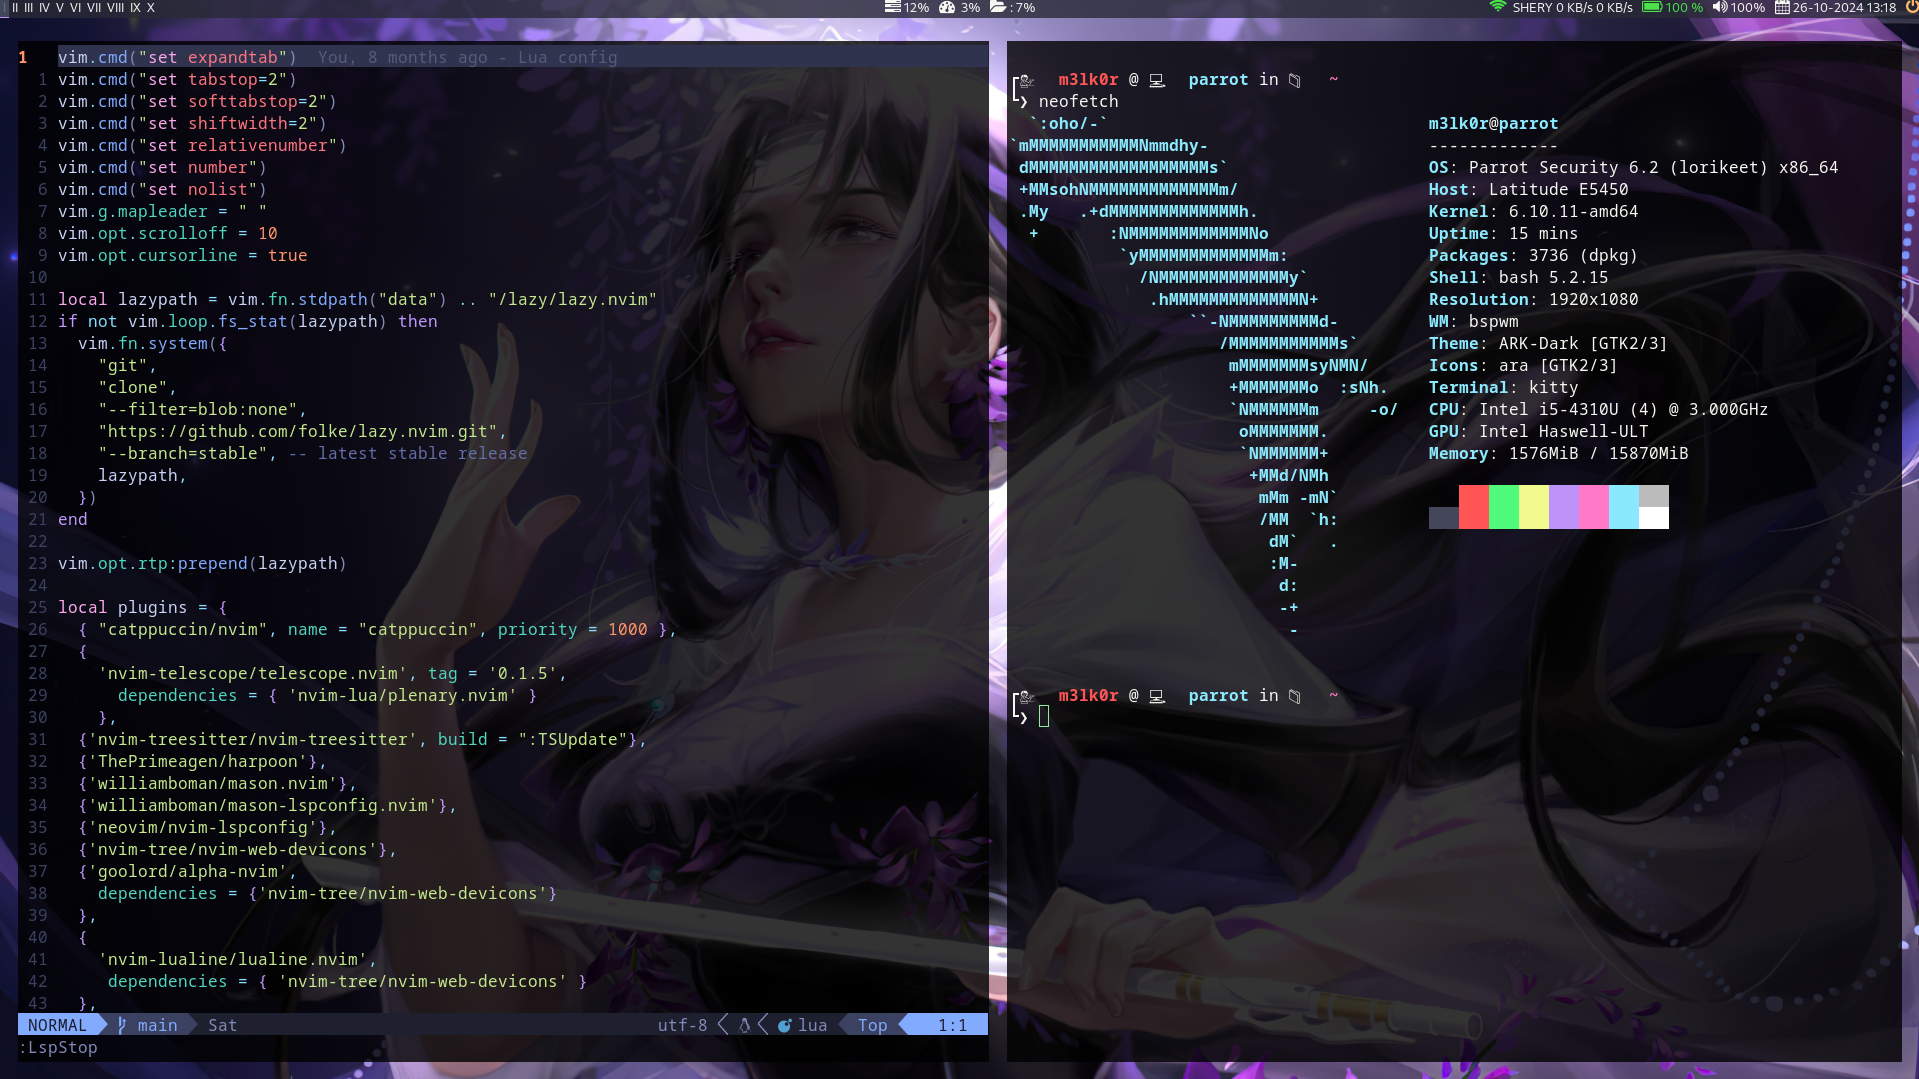 I II III IV V VI VII VIII IX X 12% 3% : 7% SHERY 0 KB/s 0 KB/s 100 % 100% 26-10-2024 13:18
1 vim.cmd("set expandtab") You, 8 months ago - Lua config
1 vim.cmd("set tabstop=2")
2 vim.cmd("set softtabstop=2")
3 vim.cmd("set shiftwidth=2")
4 vim.cmd("set relativenumber")
5 vim.cmd("set number")
6 vim.cmd("set nolist")
7 vim.g.mapleader = " "
8 vim.opt.scrolloff = 10
9 vim.opt.cursorline = true
10
11 local lazypath = vim.fn.stdpath("data") .. "/lazy/lazy.nvim"
12 if not vim.loop.fs_stat(lazypath) then
13 vim.fn.system({
14 "git",
15 "clone",
16 "--filter=blob:none",
17 "https://github.com/folke/lazy.nvim.git",
18 "--branch=stable", -- latest stable release
19 lazypath,
20 })
21 end
22
23 vim.opt.rtp:prepend(lazypath)
24
25 local plugins = {
26 { "catppuccin/nvim", name = "catppuccin", priority = 1000 },
27 {
28 'nvim-telescope/telescope.nvim', tag = '0.1.5',
29 dependencies = { 'nvim-lua/plenary.nvim' }
30 },
31 {'nvim-treesitter/nvim-treesitter', build = ":TSUpdate"},
32 {'ThePrimeagen/harpoon'},
33 {'williamboman/mason.nvim'},
34 {'williamboman/mason-lspconfig.nvim'},
35 {'neovim/nvim-lspconfig'},
36 {'nvim-tree/nvim-web-devicons'},
37 {'goolord/alpha-nvim',
38 dependencies = {'nvim-tree/nvim-web-devicons'}
39 },
40 {
41 'nvim-lualine/lualine.nvim',
42 dependencies = { 'nvim-tree/nvim-web-devicons' }
43 },
NORMAL main Sat utf-8 lua Top 1:1
:LspStop
m3lk0r @ parrot in ~
❯ neofetch
`:oho/-`
`mMMMMMMMMMMMNmmdhy-
dMMMMMMMMMMMMMMMMMMs`
+MMsohNMMMMMMMMMMMMMm/
.My .+dMMMMMMMMMMMMMh.
+ :NMMMMMMMMMMMMNo
`yMMMMMMMMMMMMMm:
/NMMMMMMMMMMMMMy`
.hMMMMMMMMMMMMMN+
``-NMMMMMMMMMd-
/MMMMMMMMMMMs`
mMMMMMMMsyNMN/
+MMMMMMMo :sNh.
`NMMMMMMm -o/
oMMMMMMM.
`NMMMMMM+
+MMd/NMh
mMm -mN`
/MM `h:
dM` .
:M-
d:
-+
-
m3lk0r@parrot
-------------
OS: Parrot Security 6.2 (lorikeet) x86_64
Host: Latitude E5450
Kernel: 6.10.11-amd64
Uptime: 15 mins
Packages: 3736 (dpkg)
Shell: bash 5.2.15
Resolution: 1920x1080
WM: bspwm
Theme: ARK-Dark [GTK2/3]
Icons: ara [GTK2/3]
Terminal: kitty
CPU: Intel i5-4310U (4) @ 3.000GHz
GPU: Intel Haswell-ULT
Memory: 1576MiB / 15870MiB
m3lk0r @ parrot in ~
❯